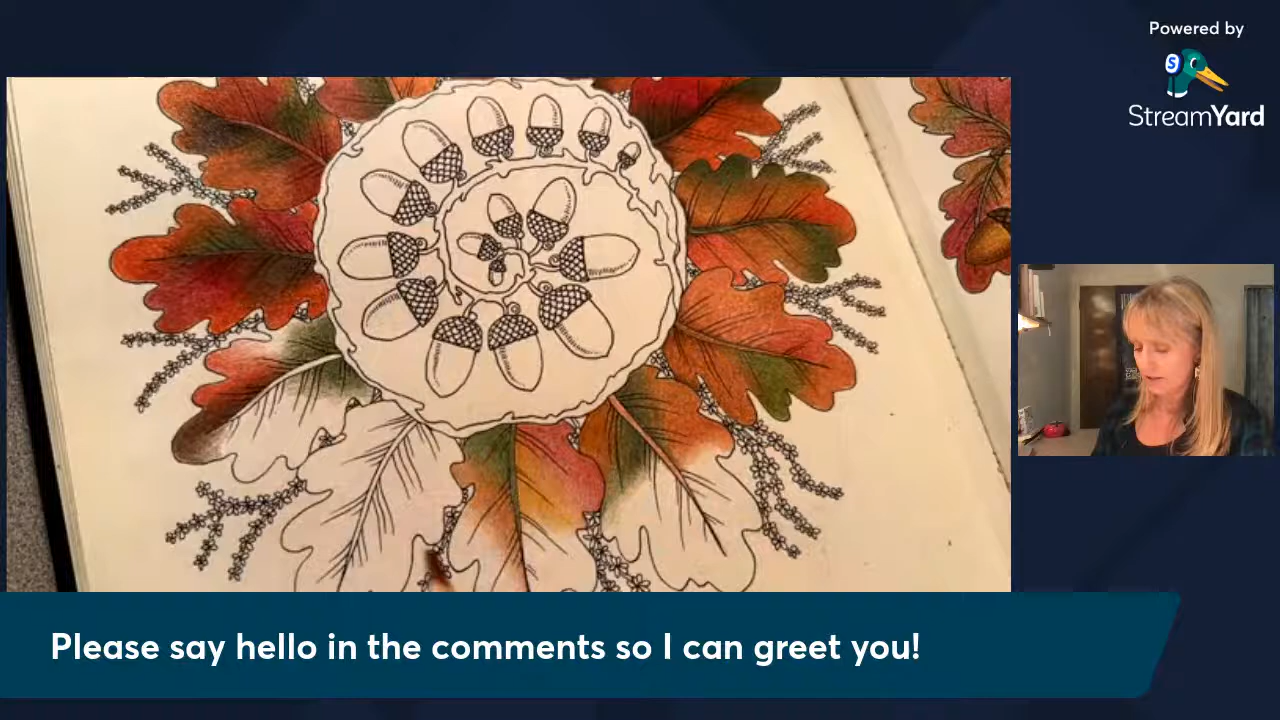 Powered by
S
StreamYard
Please say hello in the comments so I can greet you!